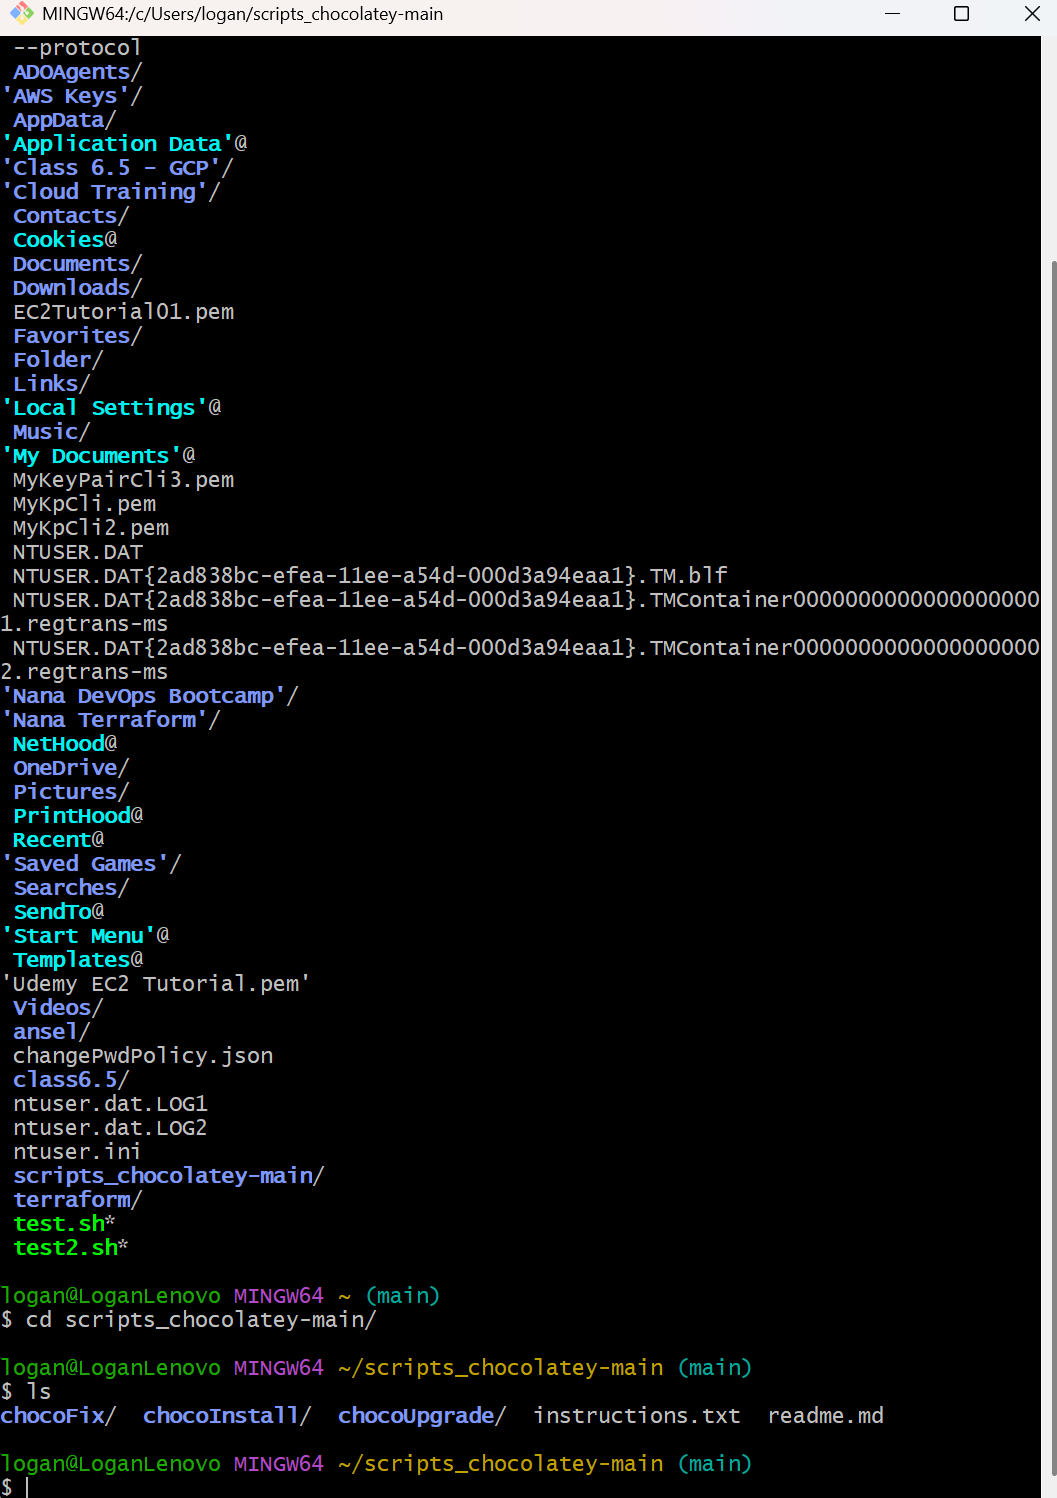 MINGW64:/c/Users/logan/scripts_chocolatey-main
--protocol
ADOAgents/
'AWS Keys'/
AppData/
'Application Data'@
'Class 6.5 - GCP'/
'Cloud Training'/
Contacts/
Cookies@
Documents/
Downloads/
EC2Tutorial01.pem
Favorites/
Folder/
Links/
'Local Settings'@
Music/
'My Documents'@
MyKeyPairCli3.pem
MyKpCli.pem
MyKpCli2.pem
NTUSER.DAT
NTUSER.DAT{2ad838bc-efea-11ee-a54d-000d3a94eaa1}.TM.blf
NTUSER.DAT{2ad838bc-efea-11ee-a54d-000d3a94eaa1}.TMContainer0000000000000000000
1.regtrans-ms
NTUSER.DAT{2ad838bc-efea-11ee-a54d-000d3a94eaa1}.TMContainer0000000000000000000
2.regtrans-ms
'Nana DevOps Bootcamp'/
'Nana Terraform'/
NetHood@
OneDrive/
Pictures/
PrintHood@
Recent@
'Saved Games'/
Searches/
SendTo@
'Start Menu'@
Templates@
'Udemy EC2 Tutorial.pem'
Videos/
ansel/
changePwdPolicy.json
class6.5/
ntuser.dat.LOG1
ntuser.dat.LOG2
ntuser.ini
scripts_chocolatey-main/
terraform/
test.sh*
test2.sh*
logan@LoganLenovo MINGW64 ~ (main)
$ cd scripts_chocolatey-main/
logan@LoganLenovo MINGW64 ~/scripts_chocolatey-main (main)
$ ls
chocoFix/ chocoInstall/ chocoUpgrade/ instructions.txt readme.md
logan@LoganLenovo MINGW64 ~/scripts_chocolatey-main (main)
$